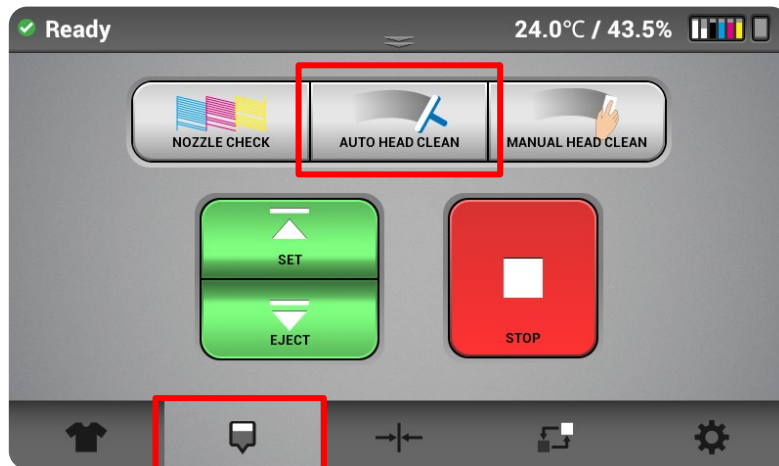 Ready 24.0°C / 43.5%
NOZZLE CHECK AUTO HEAD CLEAN MANUAL HEAD CLEAN
SET
EJECT STOP